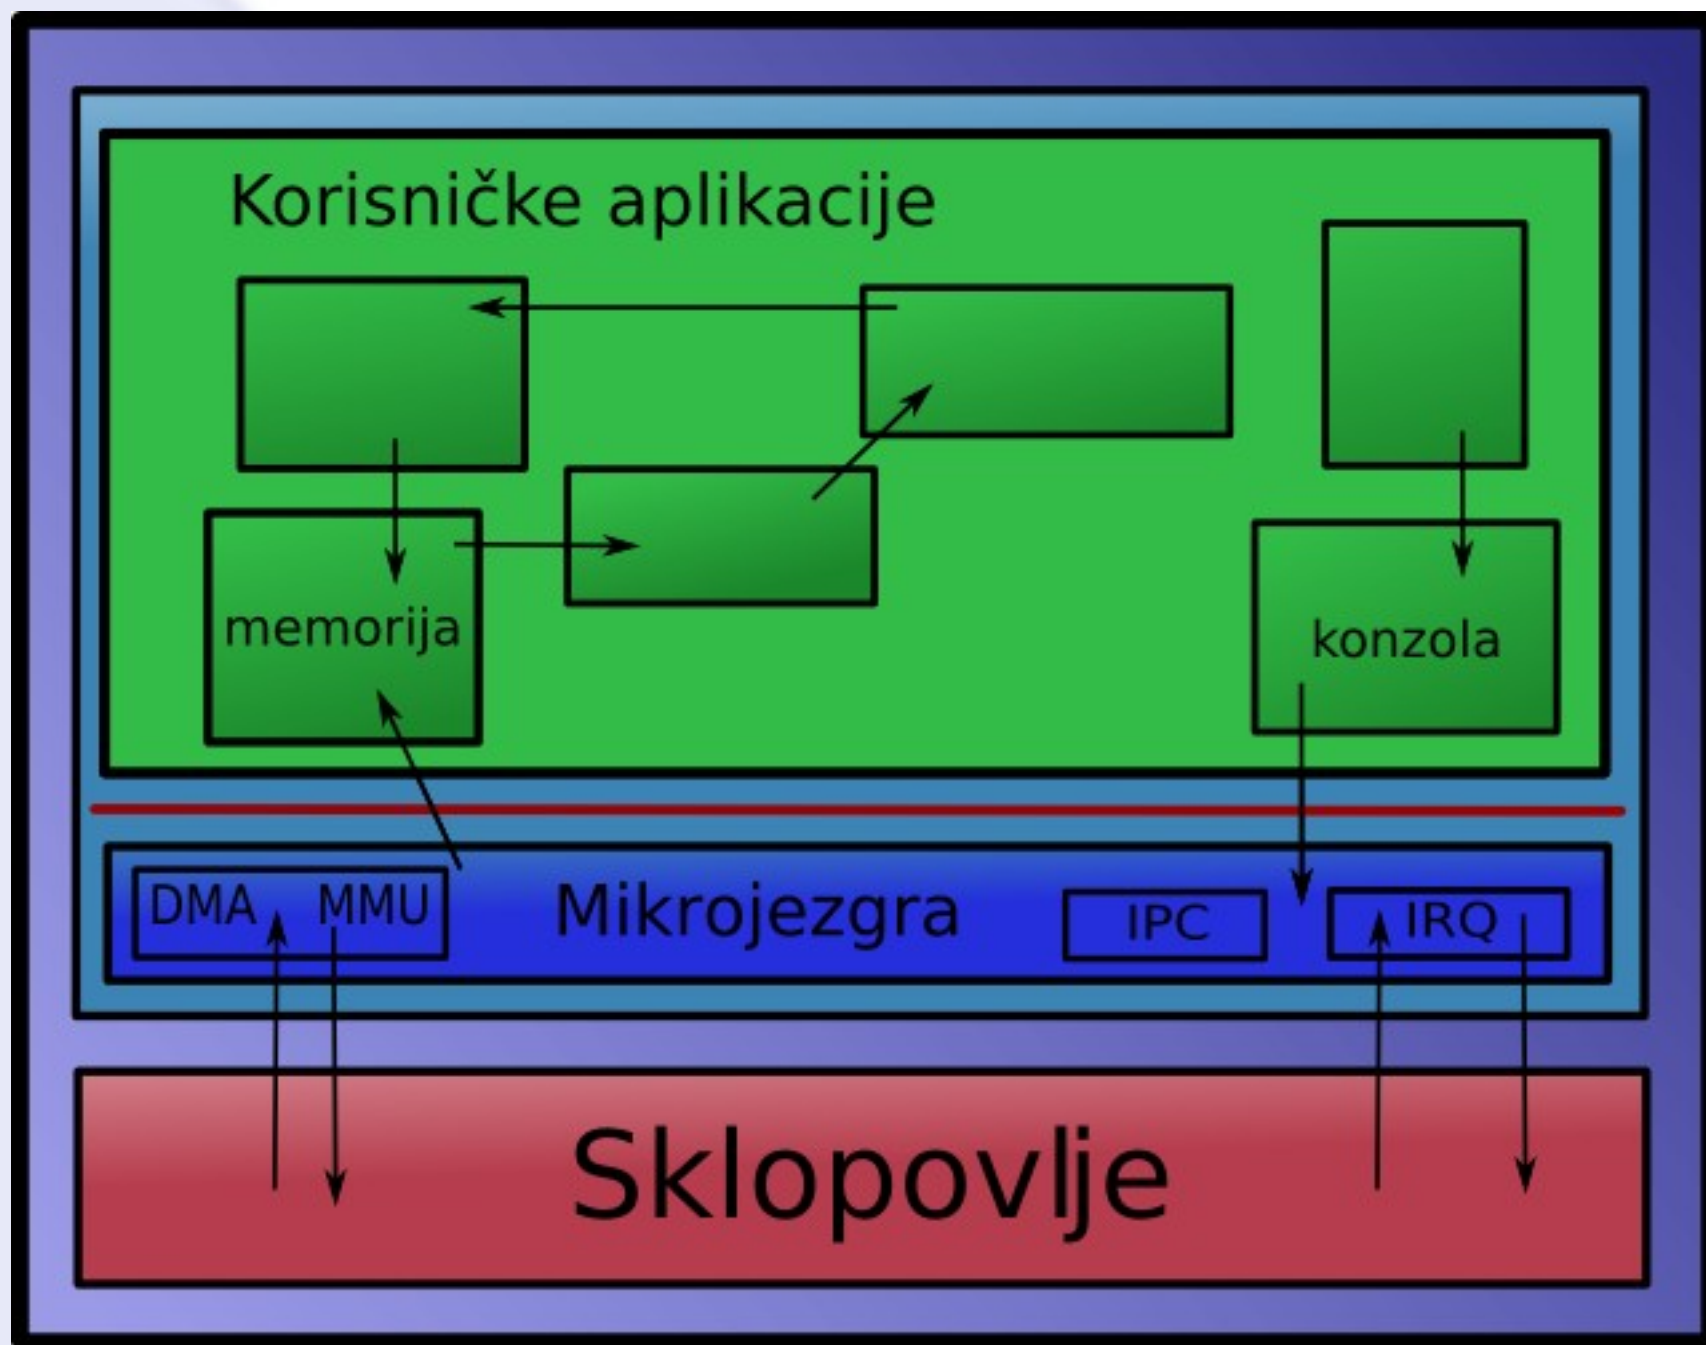 Korisničke aplikacije
memorija
konzola
DMA MMU
Mikrojezgra
IPC
IRQ
Sklopovlje